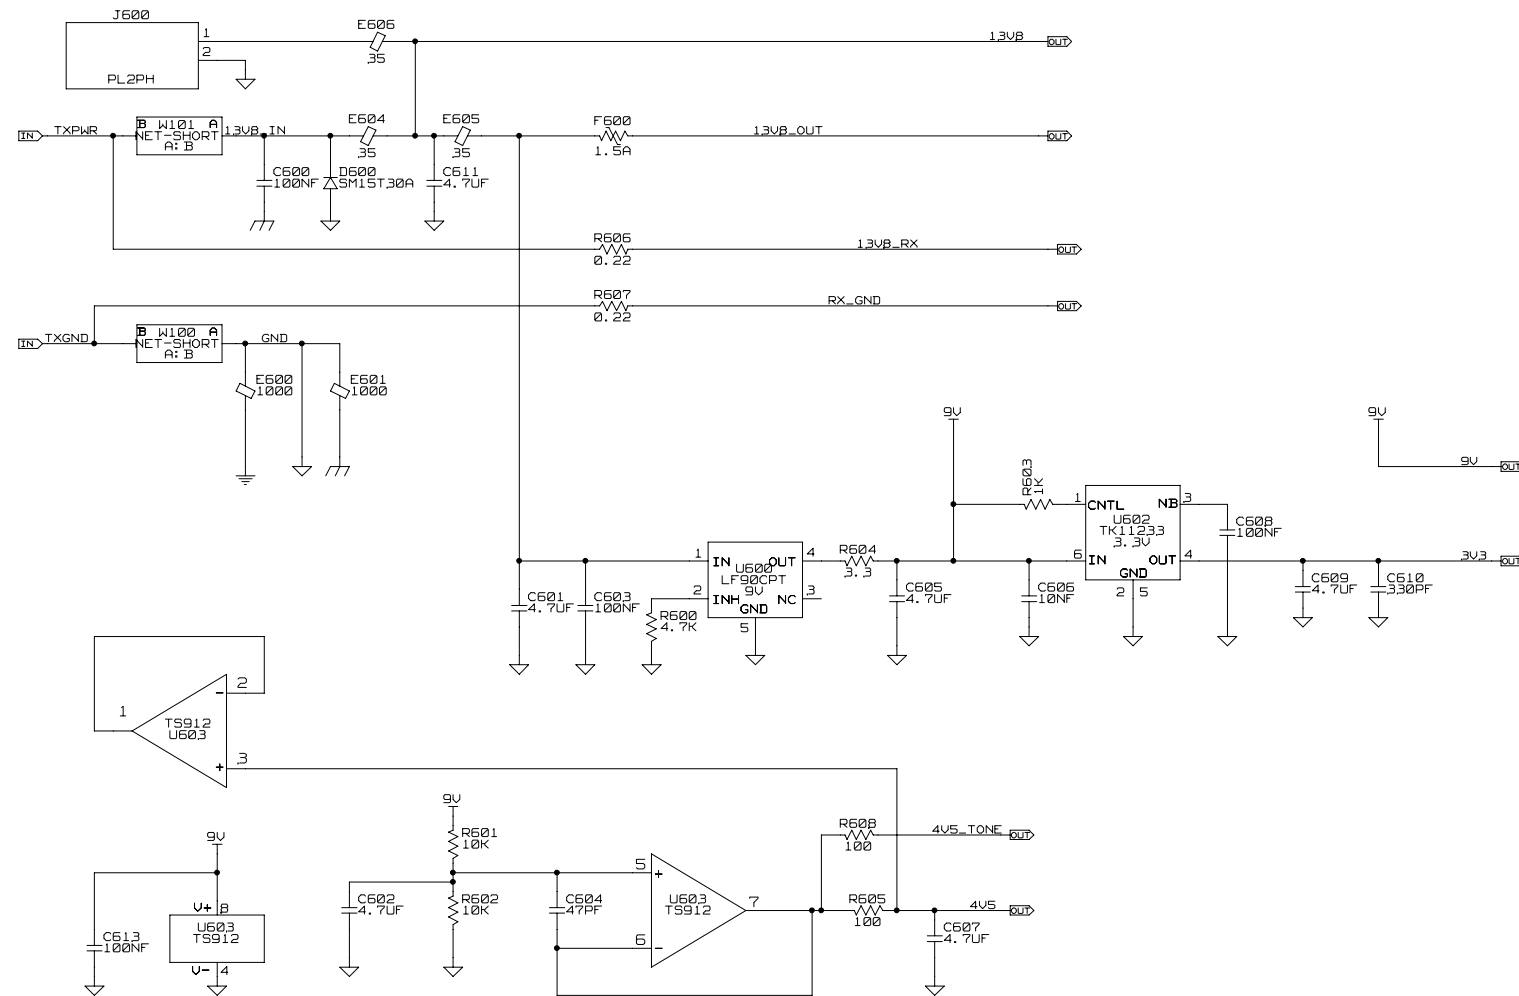 J600
1
2
PL2PH
E606
35
13V8
OUT
IN
TXPWR
B W101 A
NET-SHORT
A:B
13V8_IN
E604
35
E605
35
F600
1.5A
13V8_OUT
OUT
C600
100NF
D600
SM15T30A
C611
4.7UF
R606
0.22
13V8_RX
OUT
R607
0.22
RX_GND
OUT
IN
TXGND
B W100 A
NET-SHORT
A:B
GND
E600
1000
E601
1000
9V
9V
9V
OUT
R603
1K
1
CNTL
NB
3
U602
TK11233
3.3V
6
IN
OUT
4
GND
2
5
C608
100NF
3V3
OUT
1
IN
OUT
4
U600
LF90CPT
9V
2
INH
NC
3
GND
5
R604
3.3
C601
4.7UF
C603
100NF
R600
4.7K
C605
4.7UF
C606
10NF
C609
4.7UF
C610
330PF
1
2
-
TS912
U603
+
3
9V
R601
10K
9V
R608
100
4V5_TONE
OUT
5
+
C602
4.7UF
R602
10K
C604
47PF
U603
TS912
7
R605
100
4V5
OUT
6
-
C607
4.7UF
V+
8
U603
TS912
V-
4
C613
100NF